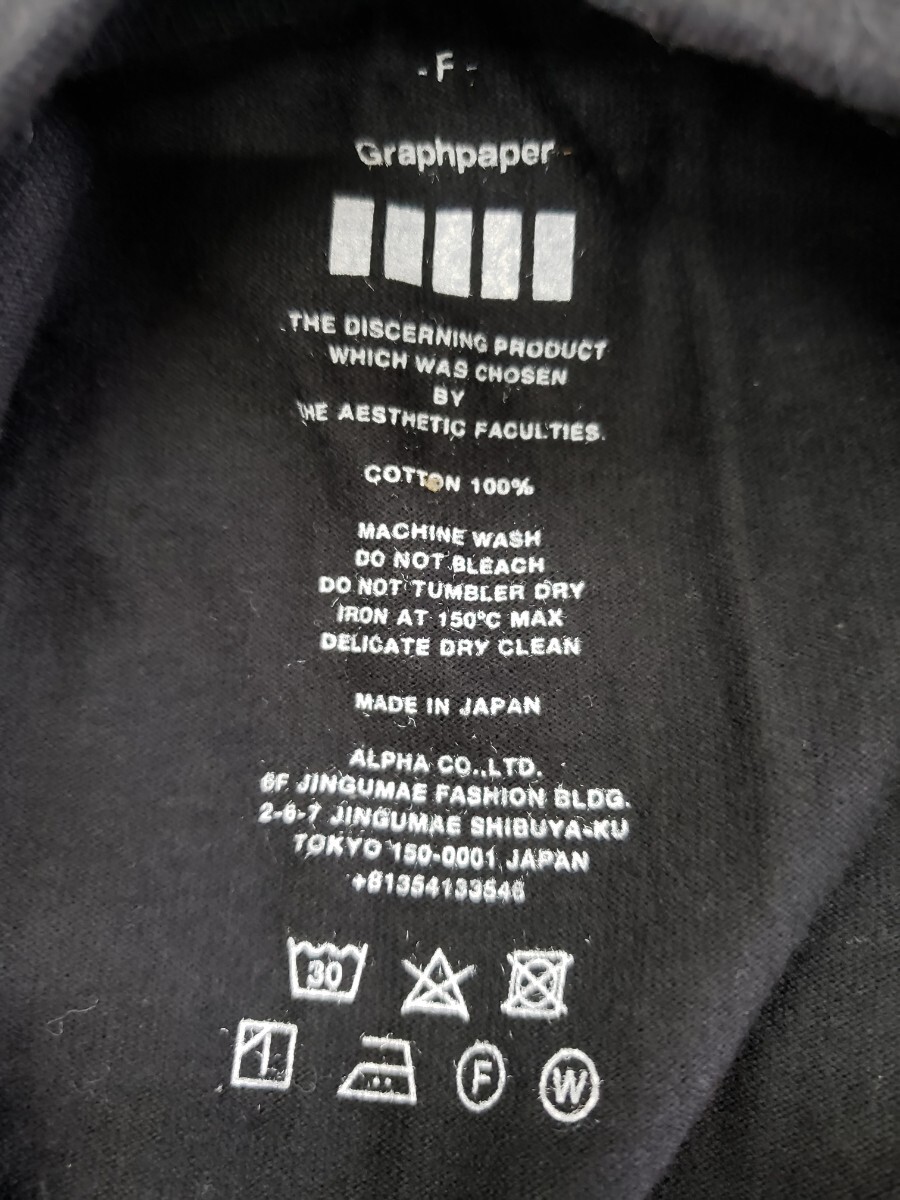 - F -
Graphpaper
THE DISCERNING PRODUCT
WHICH WAS CHOSEN
BY
THE AESTHETIC FACULTIES.
COTTON 100%
MACHINE WASH
DO NOT BLEACH
DO NOT TUMBLER DRY
IRON AT 150°C MAX
DELICATE DRY CLEAN
MADE IN JAPAN
ALPHA CO.,LTD.
6F JINGUMAE FASHION BLDG.
2-6-7 JINGUMAE SHIBUYA-KU
TOKYO 150-0001 JAPAN
+81354133546
30
F W